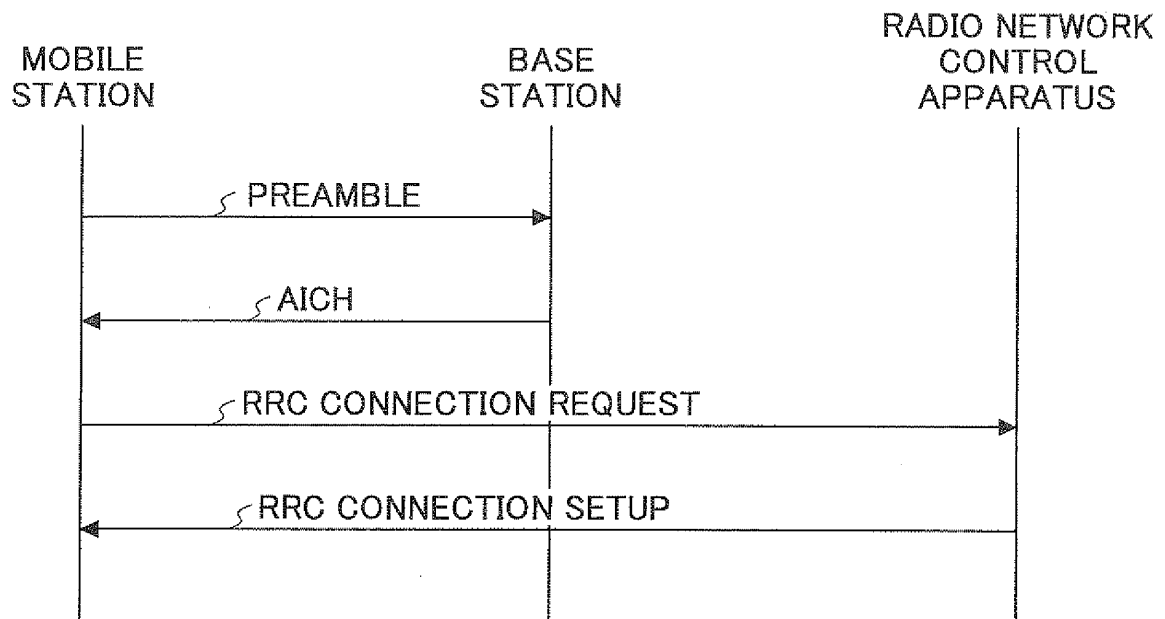 MOBILE
STATION
BASE
STATION
RADIO NETWORK
CONTROL
APPARATUS
PREAMBLE
AICH
RRC CONNECTION REQUEST
RRC CONNECTION SETUP